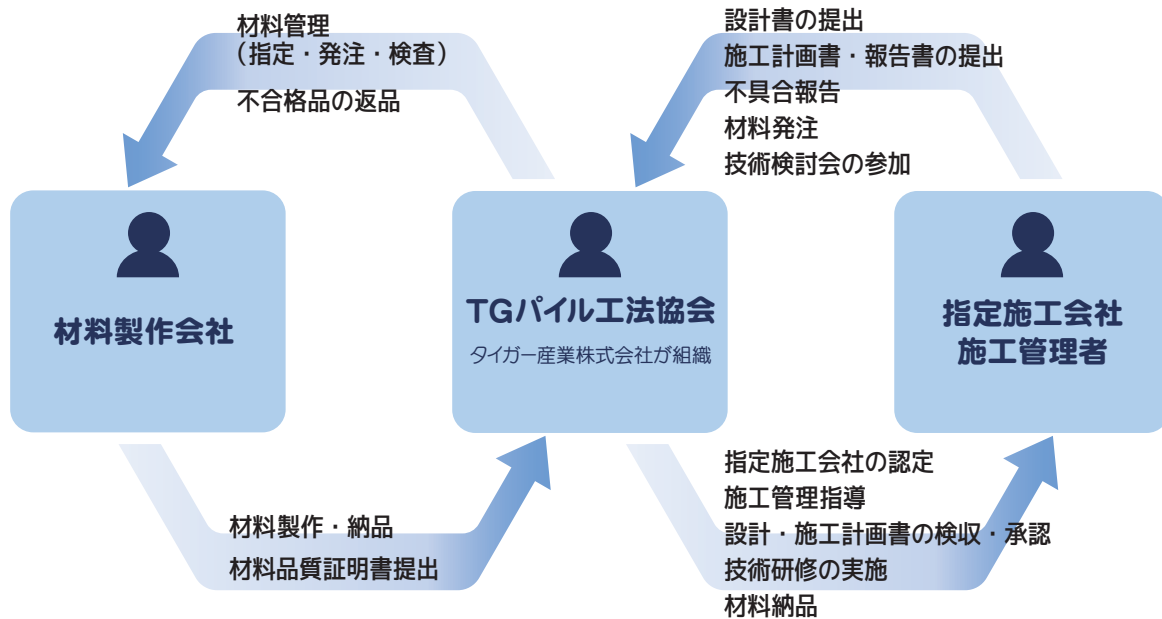 材料管理
(指定・発注・検査)
不合格品の返品
設計書の提出
施工計画書・報告書の提出
不具合報告
材料発注
技術検討会の参加
材料製作会社
TGパイル工法協会
タイガー産業株式会社が組織
指定施工会社
施工管理者
材料製作・納品
材料品質証明書提出
指定施工会社の認定
施工管理指導
設計・施工計画書の検収・承認
技術研修の実施
材料納品